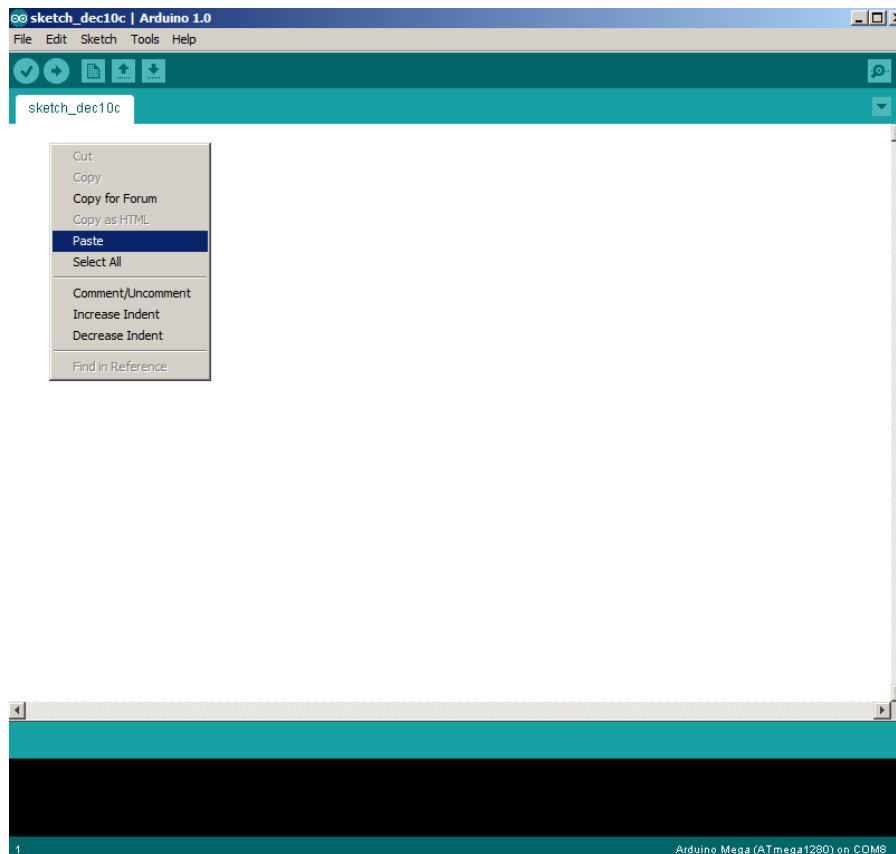 sketch_dec10c | Arduino 1.0
File Edit Sketch Tools Help
sketch_dec10c
Cut
Copy
Copy for Forum
Copy as HTML
Paste
Select All
Comment/Uncomment
Increase Indent
Decrease Indent
Find in Reference
1 Arduino Mega (ATmega1280) on COM8